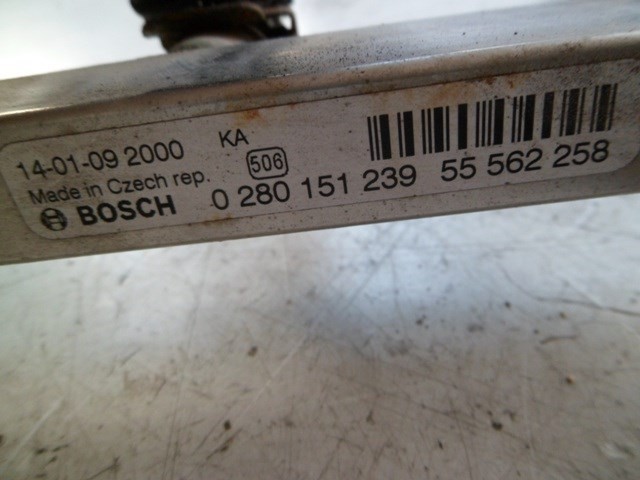 14-01-09 2000 KA
Made in Czech rep. 506
BOSCH 0 280 151 239 55 562 258